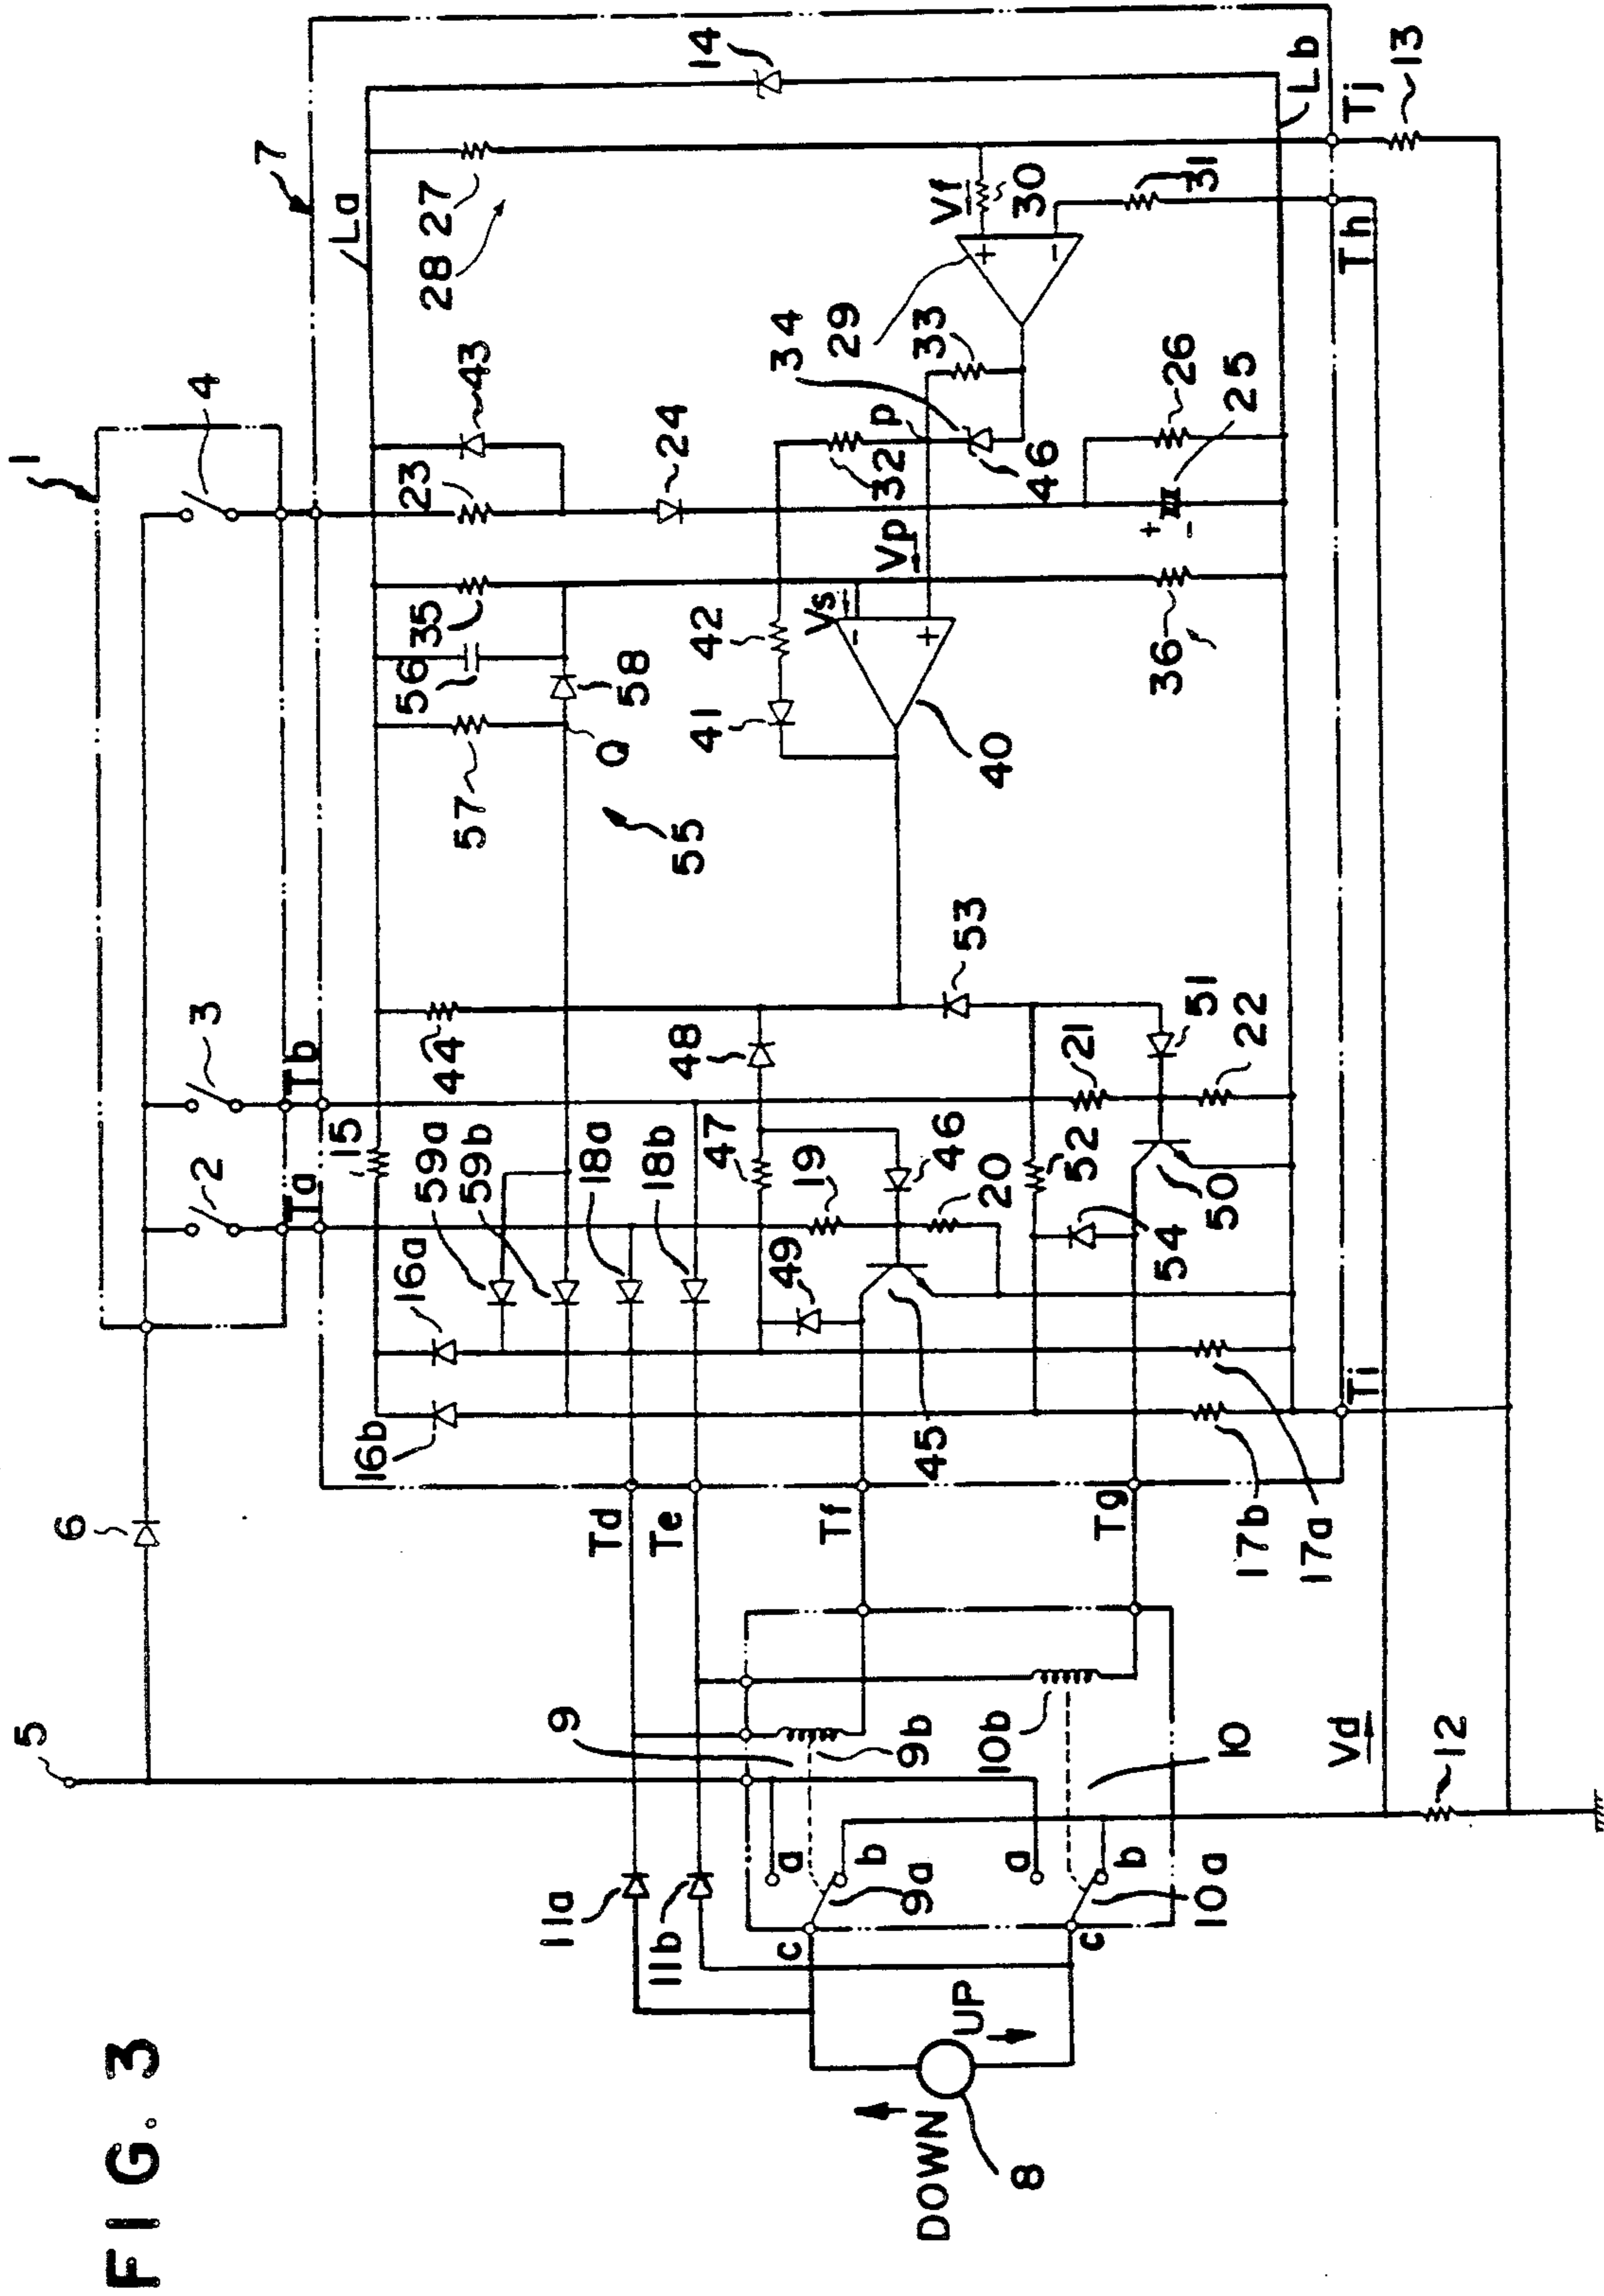 FIG. 3
1
4
3
2
5
6
7
La
Lb
14
13
Tj
Th
Ti
27
28
43
23
24
35
56
57
58
Q
55
Vf
30
31
29
33
34
P
32
46
26
25
Vp
Vs
42
41
40
36
Tb
Ta
15
44
48
53
51
21
22
59a
59b
18a
18b
47
19
46
20
52
50
54
49
16a
16b
45
17b
17a
Td
Te
Tf
Tg
9
9b
10b
10
Vd
12
11a
11b
a
b
9a
a
b
10a
c
c
UP
DOWN
8
+
-
+
-
-
+